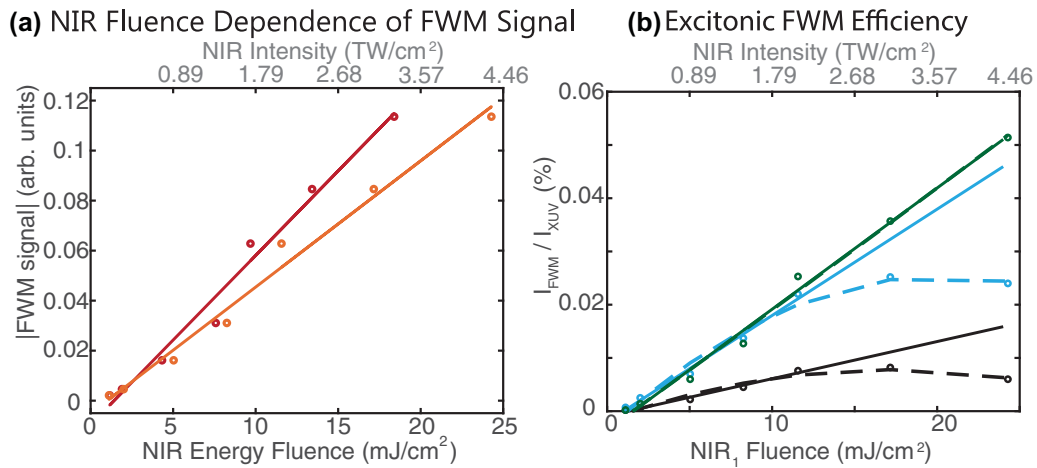 (a) NIR Fluence Dependence of FWM Signal
NIR Intensity (TW/cm²)
0.89 1.79 2.68 3.57 4.46
0.12
0.1
0.08
0.06
0.04
0.02
0
|FWM signal| (arb. units)
0 5 10 15 20 25
NIR Energy Fluence (mJ/cm²)
(b) Excitonic FWM Efficiency
NIR Intensity (TW/cm²)
0.89 1.79 2.68 3.57 4.46
0.06
0.04
0.02
0
I_FWM / I_XUV (%)
0 10 20
NIR₁ Fluence (mJ/cm²)